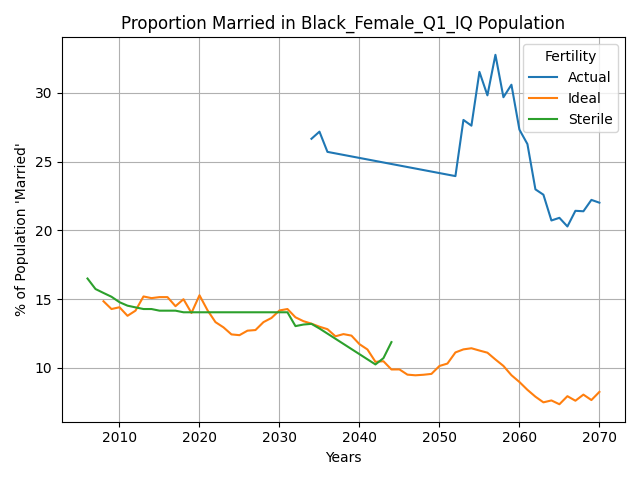 Proportion Married in Black_Female_Q1_IQ Population
% of Population 'Married'
30
25
20
15
10
Fertility
Actual
Ideal
Sterile
2010 2020 2030 2040 2050 2060 2070
Years